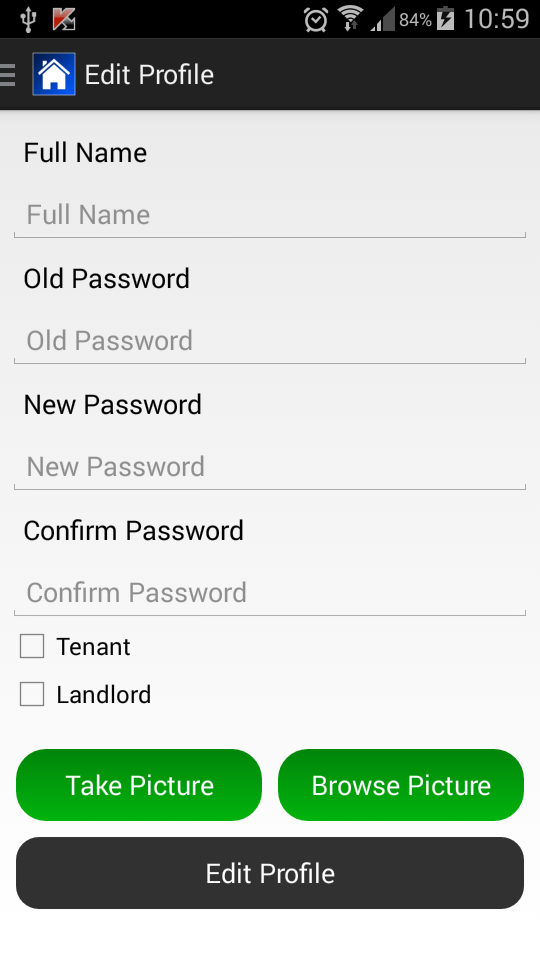 84% 10:59
Edit Profile
Full Name
Full Name
Old Password
Old Password
New Password
New Password
Confirm Password
Confirm Password
Tenant
Landlord
Take Picture Browse Picture
Edit Profile